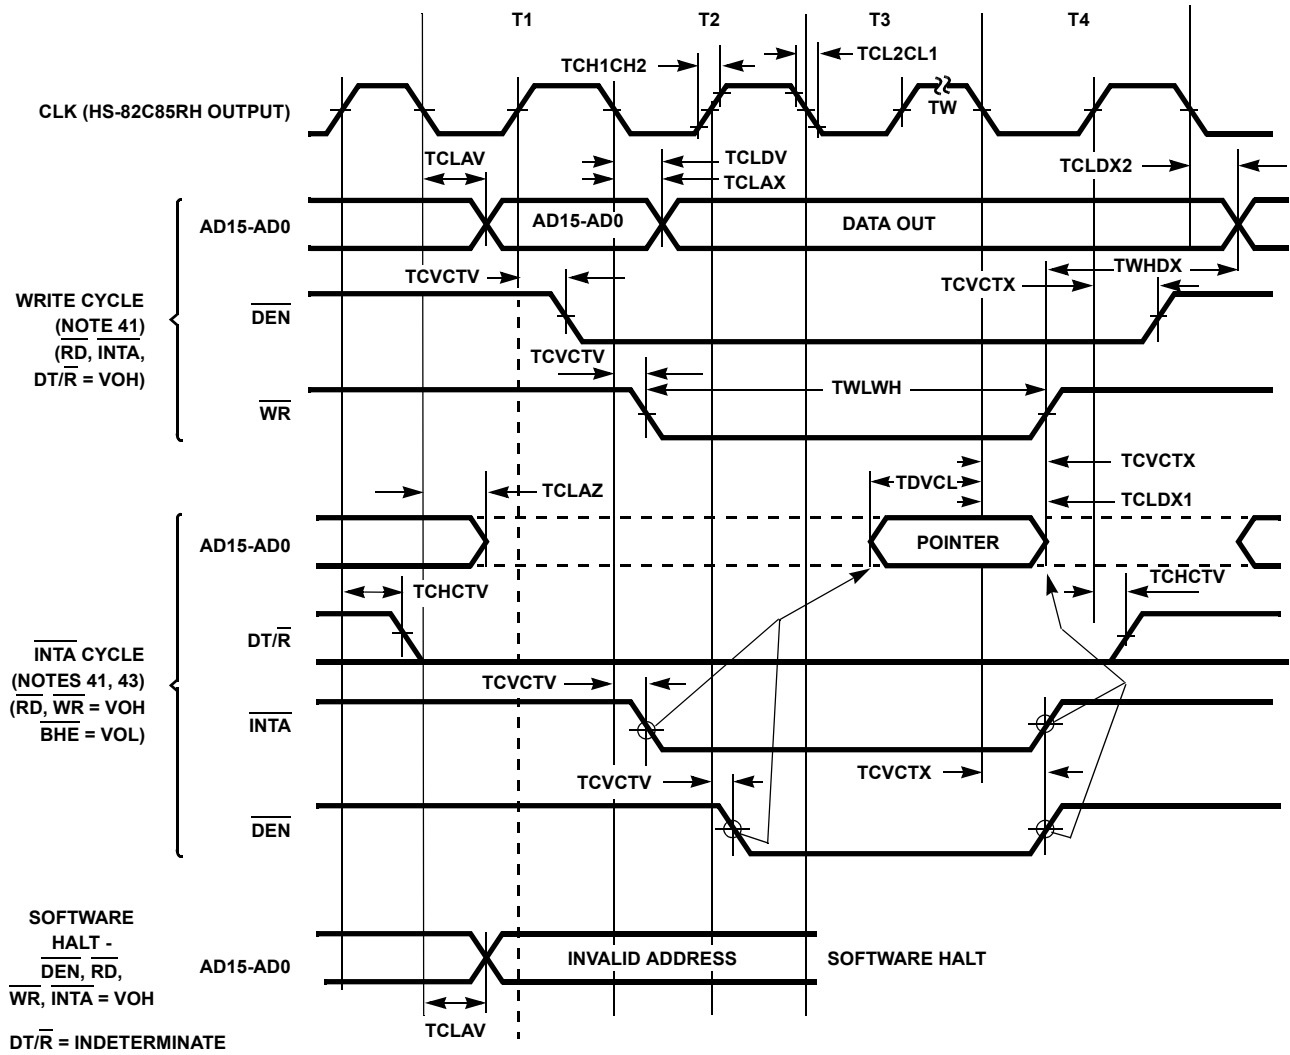 T1 T2 T3 T4
TCH1CH2 TCL2CL1
CLK (HS-82C85RH OUTPUT)
TW
TCLAV TCLDV TCLDX2
TCLAX
AD15-AD0 AD15-AD0 DATA OUT
TCVCTV TWHDX
TCVCTX
WRITE CYCLE
(NOTE 41)
(RD, INTA,
DT/R = VOH)
DEN
TCVCTV
TWLWH
WR
TCVCTX
TDVCL
TCLAZ TCLDX1
AD15-AD0 POINTER
TCHCTV TCHCTV
DT/R
INTA CYCLE
(NOTES 41, 43)
(RD, WR = VOH
BHE = VOL)
TCVCTV
INTA
TCVCTV TCVCTX
DEN
SOFTWARE
HALT -
DEN, RD,
WR, INTA = VOH
DT/R = INDETERMINATE
AD15-AD0 INVALID ADDRESS SOFTWARE HALT
TCLAV